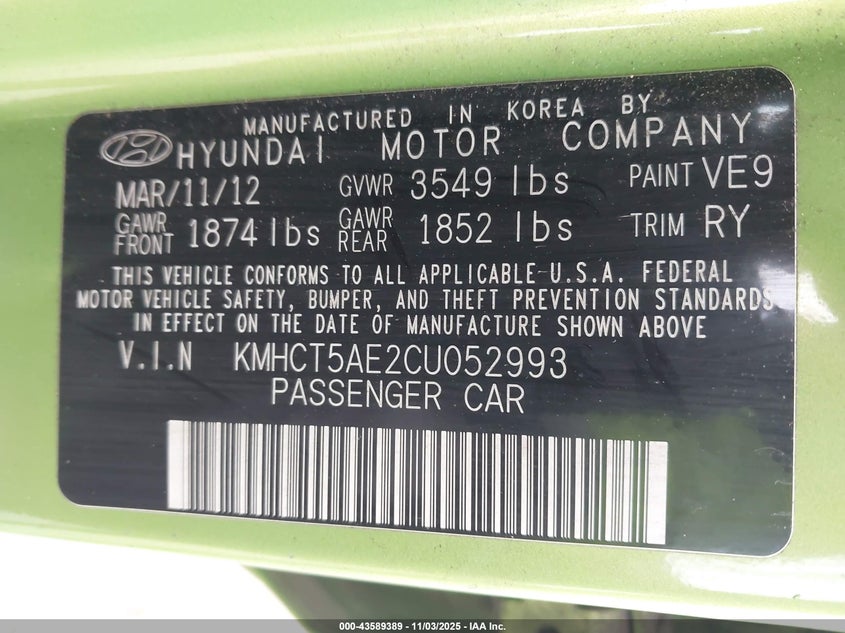 MANUFACTURED IN KOREA BY
HYUNDAI MOTOR COMPANY
MAR/11/12 GVWR 3549 lbs PAINT VE9
GAWR FRONT 1874 lbs GAWR REAR 1852 lbs TRIM RY
THIS VEHICLE CONFORMS TO ALL APPLICABLE U.S.A. FEDERAL
MOTOR VEHICLE SAFETY, BUMPER, AND THEFT PREVENTION STANDARDS
IN EFFECT ON THE DATE OF MANUFACTURE SHOWN ABOVE
V.I.N KMHCT5AE2CU052993
PASSENGER CAR
000-43589389 - 11/03/2025 - IAA Inc.